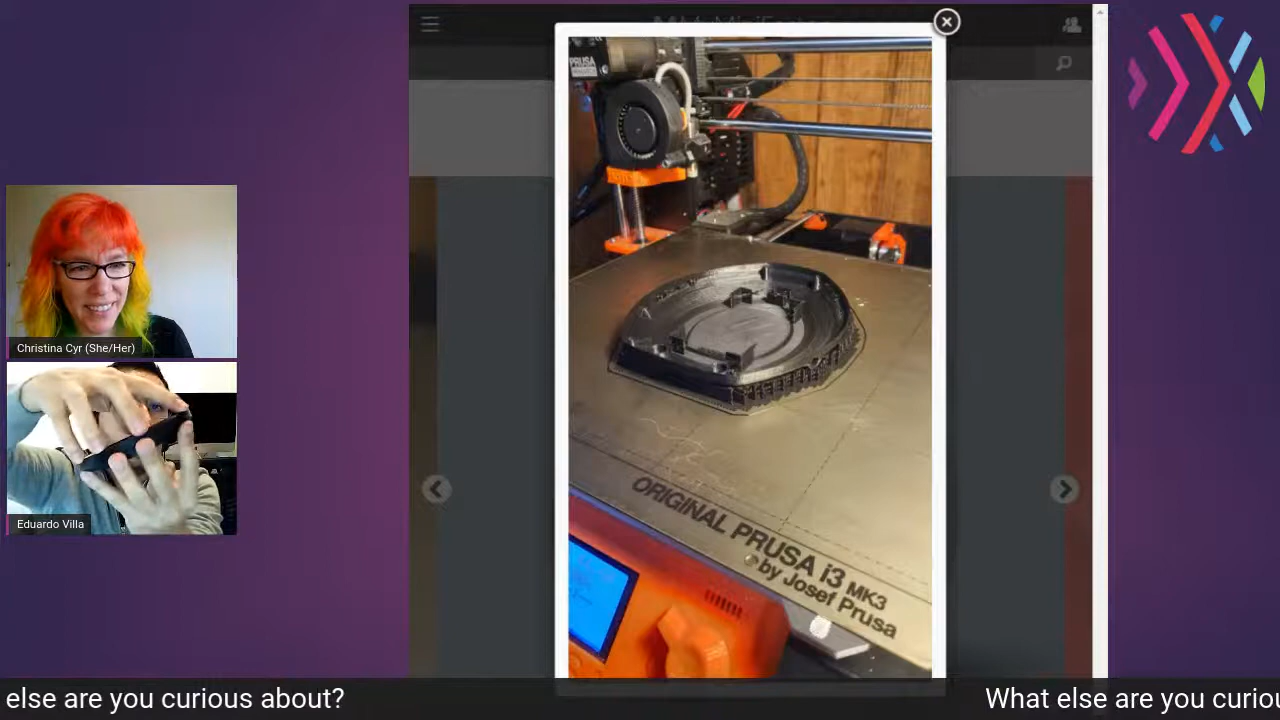 PRUSA
ORIGINAL PRUSA i3 MK3
by Josef Prusa
Christina Cyr (She/Her)
Eduardo Villa
else are you curious about?
What else are you curiou